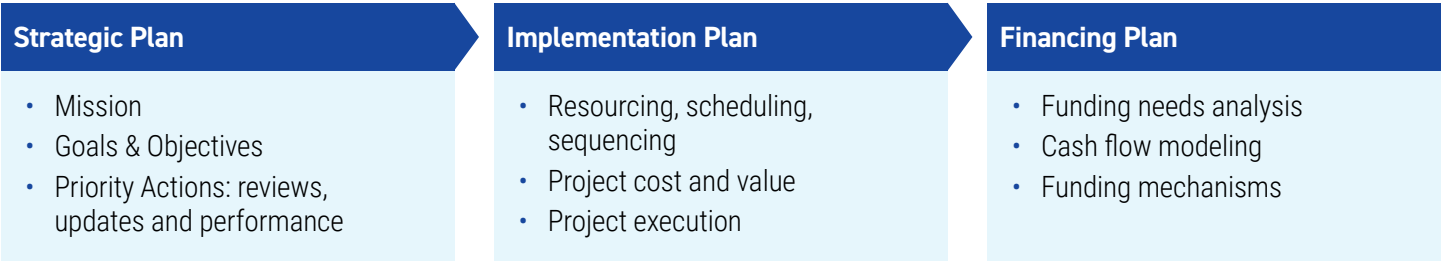 Strategic Plan
• Mission
• Goals & Objectives
• Priority Actions: reviews,
updates and performance
Implementation Plan
• Resourcing, scheduling,
sequencing
• Project cost and value
• Project execution
Financing Plan
• Funding needs analysis
• Cash flow modeling
• Funding mechanisms